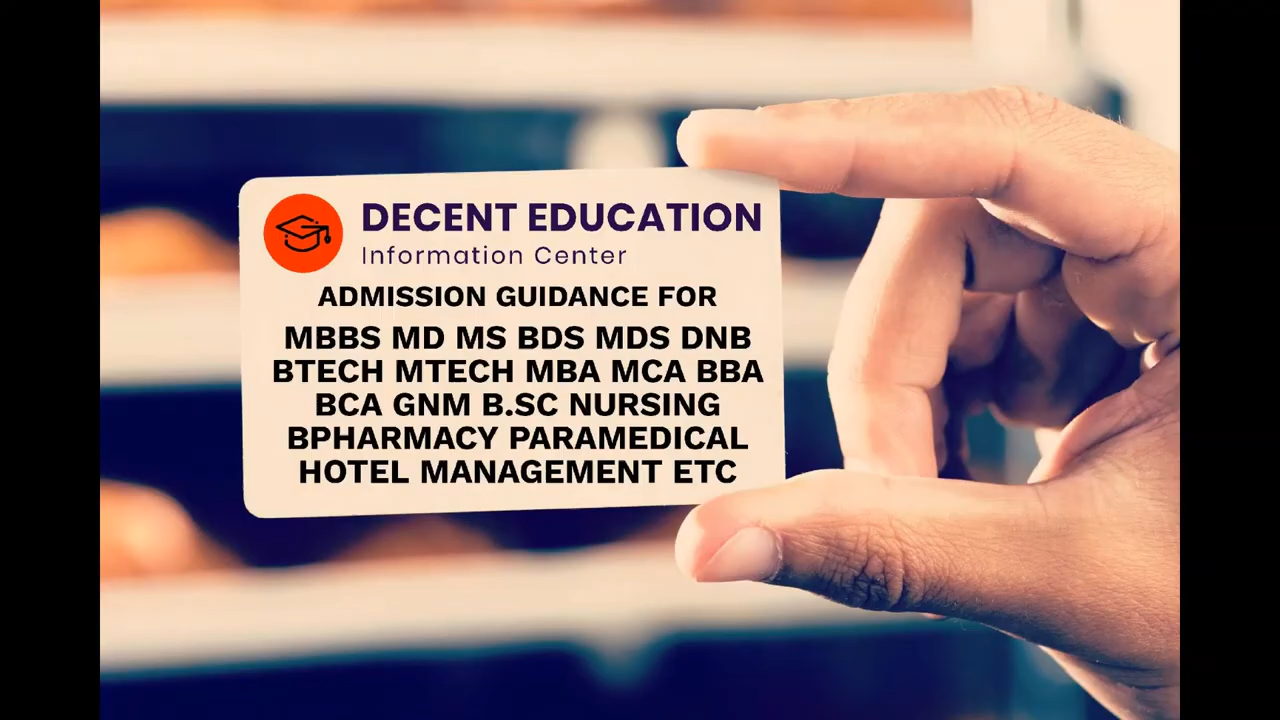 DECENT EDUCATION
Information Center
ADMISSION GUIDANCE FOR
MBBS MD MS BDS MDS DNB
BTECH MTECH MBA MCA BBA
BCA GNM B.SC NURSING
BPHARMACY PARAMEDICAL
HOTEL MANAGEMENT ETC